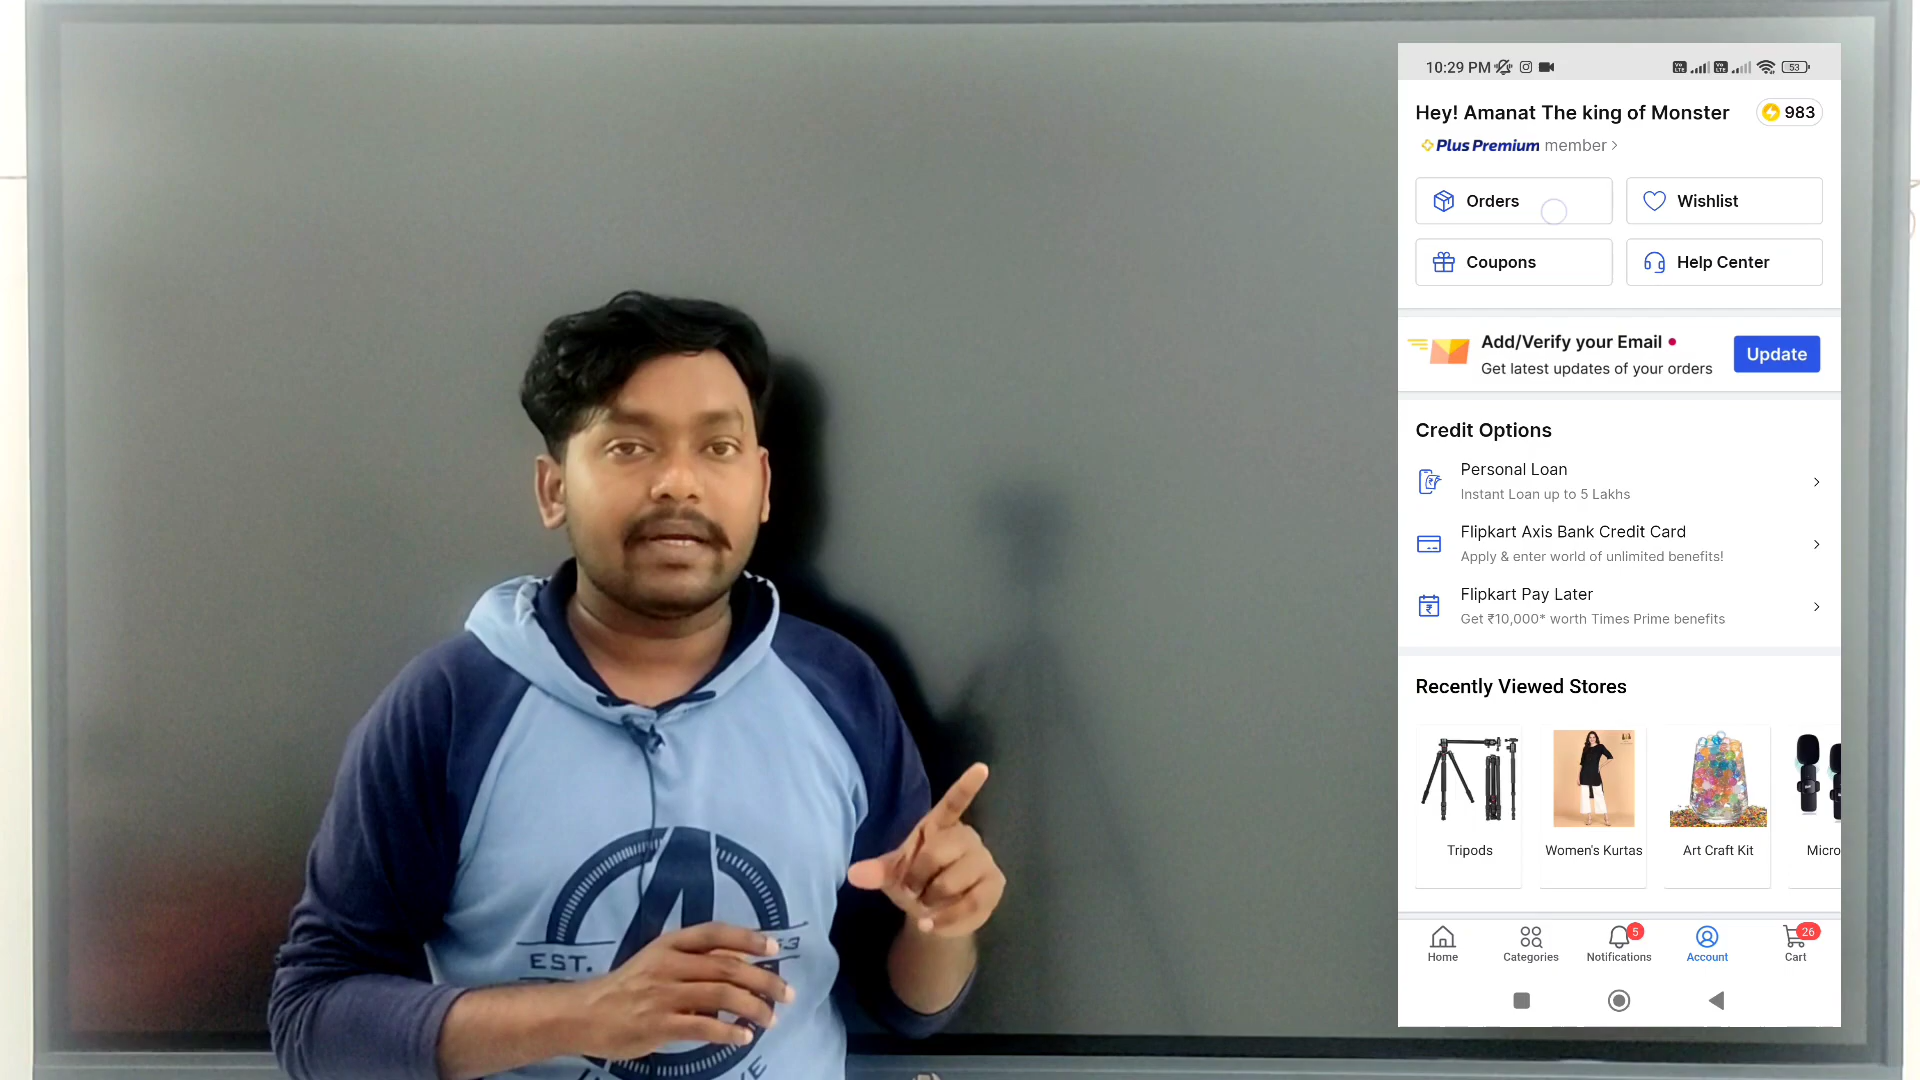 10:29 PM
53
Hey! Amanat The king of Monster
983
Plus Premium member
Orders
Wishlist
Coupons
Help Center
Add/Verify your Email
Get latest updates of your orders
Update
Credit Options
Personal Loan
Instant Loan up to 5 Lakhs
Flipkart Axis Bank Credit Card
Apply & enter world of unlimited benefits!
Flipkart Pay Later
Get ₹10,000* worth Times Prime benefits
Recently Viewed Stores
Tripods
Women's Kurtas
Art Craft Kit
Micro
Home
Categories
5
Notifications
Account
26
Cart
EST.